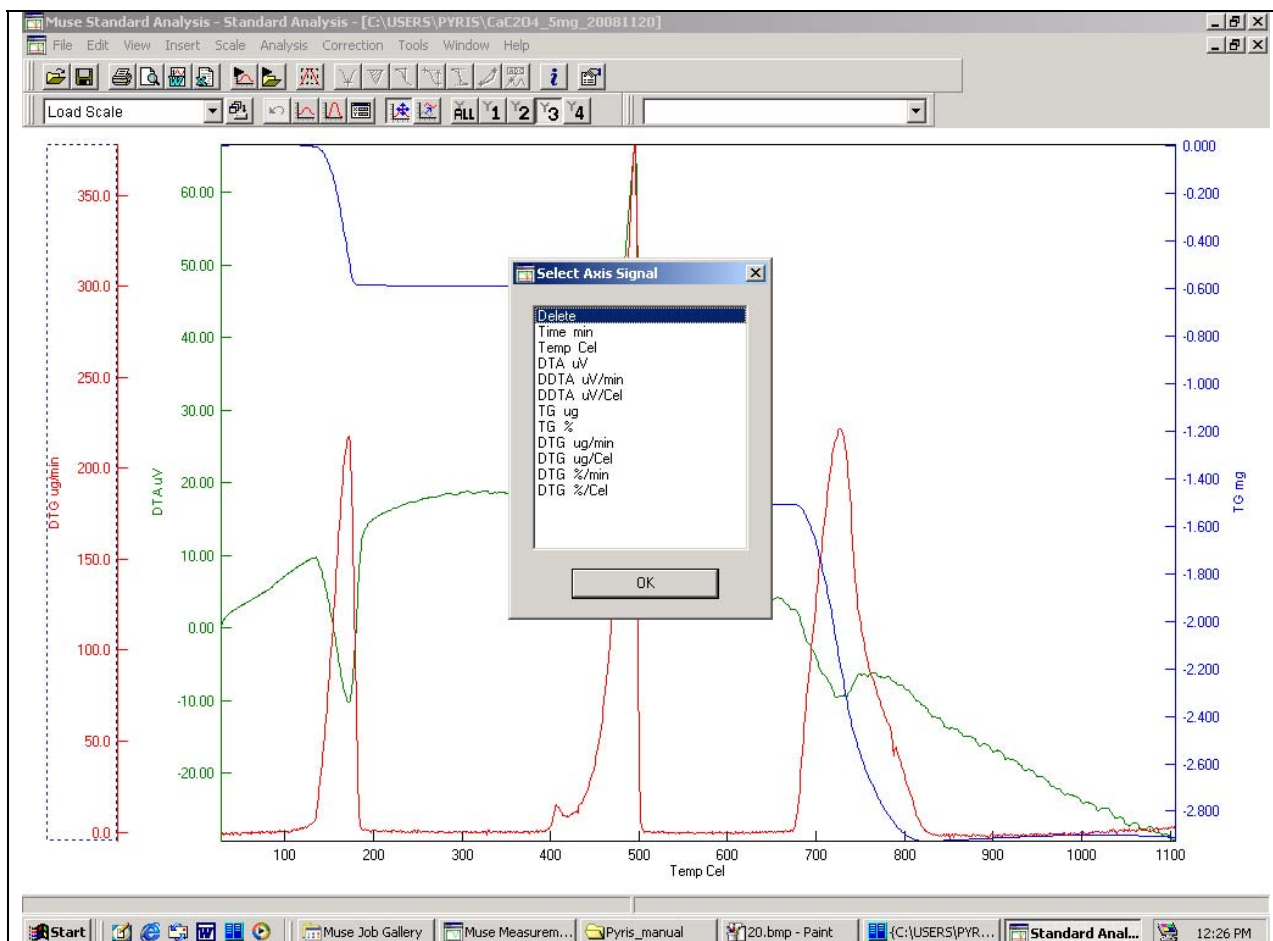 Muse Standard Analysis - Standard Analysis - [C:\USERS\PYRIS\CaC2O4_5mg_20081120]
File Edit View Insert Scale Analysis Correction Tools Window Help
Load Scale
ALL Y1 Y2 Y3 Y4
350.0
300.0
250.0
200.0
150.0
100.0
50.0
0.0
DTG ug/min
60.00
50.00
40.00
30.00
20.00
10.00
0.00
-10.00
-20.00
DTA uV
Select Axis Signal
Delete
Time min
Temp Cel
DTA uV
DDTA uV/min
DDTA uV/Cel
TG ug
TG %
DTG ug/min
DTG ug/Cel
DTG %/min
DTG %/Cel
OK
0.000
-0.200
-0.400
-0.600
-0.800
-1.000
-1.200
-1.400
-1.600
-1.800
-2.000
-2.200
-2.400
-2.600
-2.800
TG mg
100 200 300 400 500 600 700 800 900 1000 1100
Temp Cel
Start Muse Job Gallery Muse Measurem... Pyris_manual 20.bmp - Paint {C:\USERS\PYR... Standard Anal... 12:26 PM